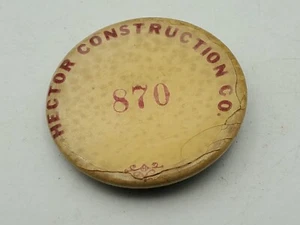 HECTOR CONSTRUCTION CO.
870